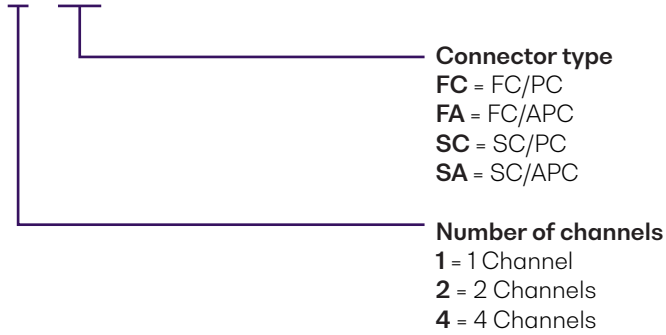 Connector type
FC = FC/PC
FA = FC/APC
SC = SC/PC
SA = SC/APC
Number of channels
1 = 1 Channel
2 = 2 Channels
4 = 4 Channels